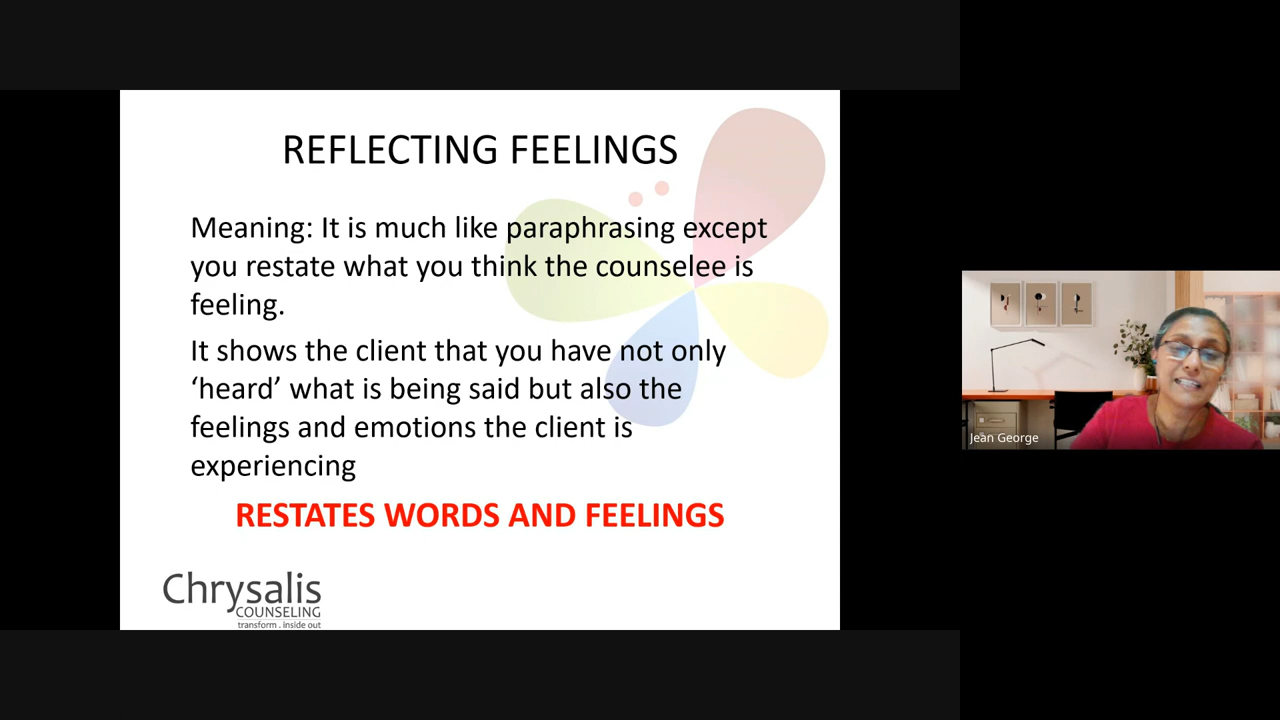 REFLECTING FEELINGS
Meaning: It is much like paraphrasing except
you restate what you think the counselee is
feeling.
It shows the client that you have not only
‘heard’ what is being said but also the
feelings and emotions the client is
experiencing
RESTATES WORDS AND FEELINGS
Chrysalis
COUNSELING
transform . inside out
Jean George